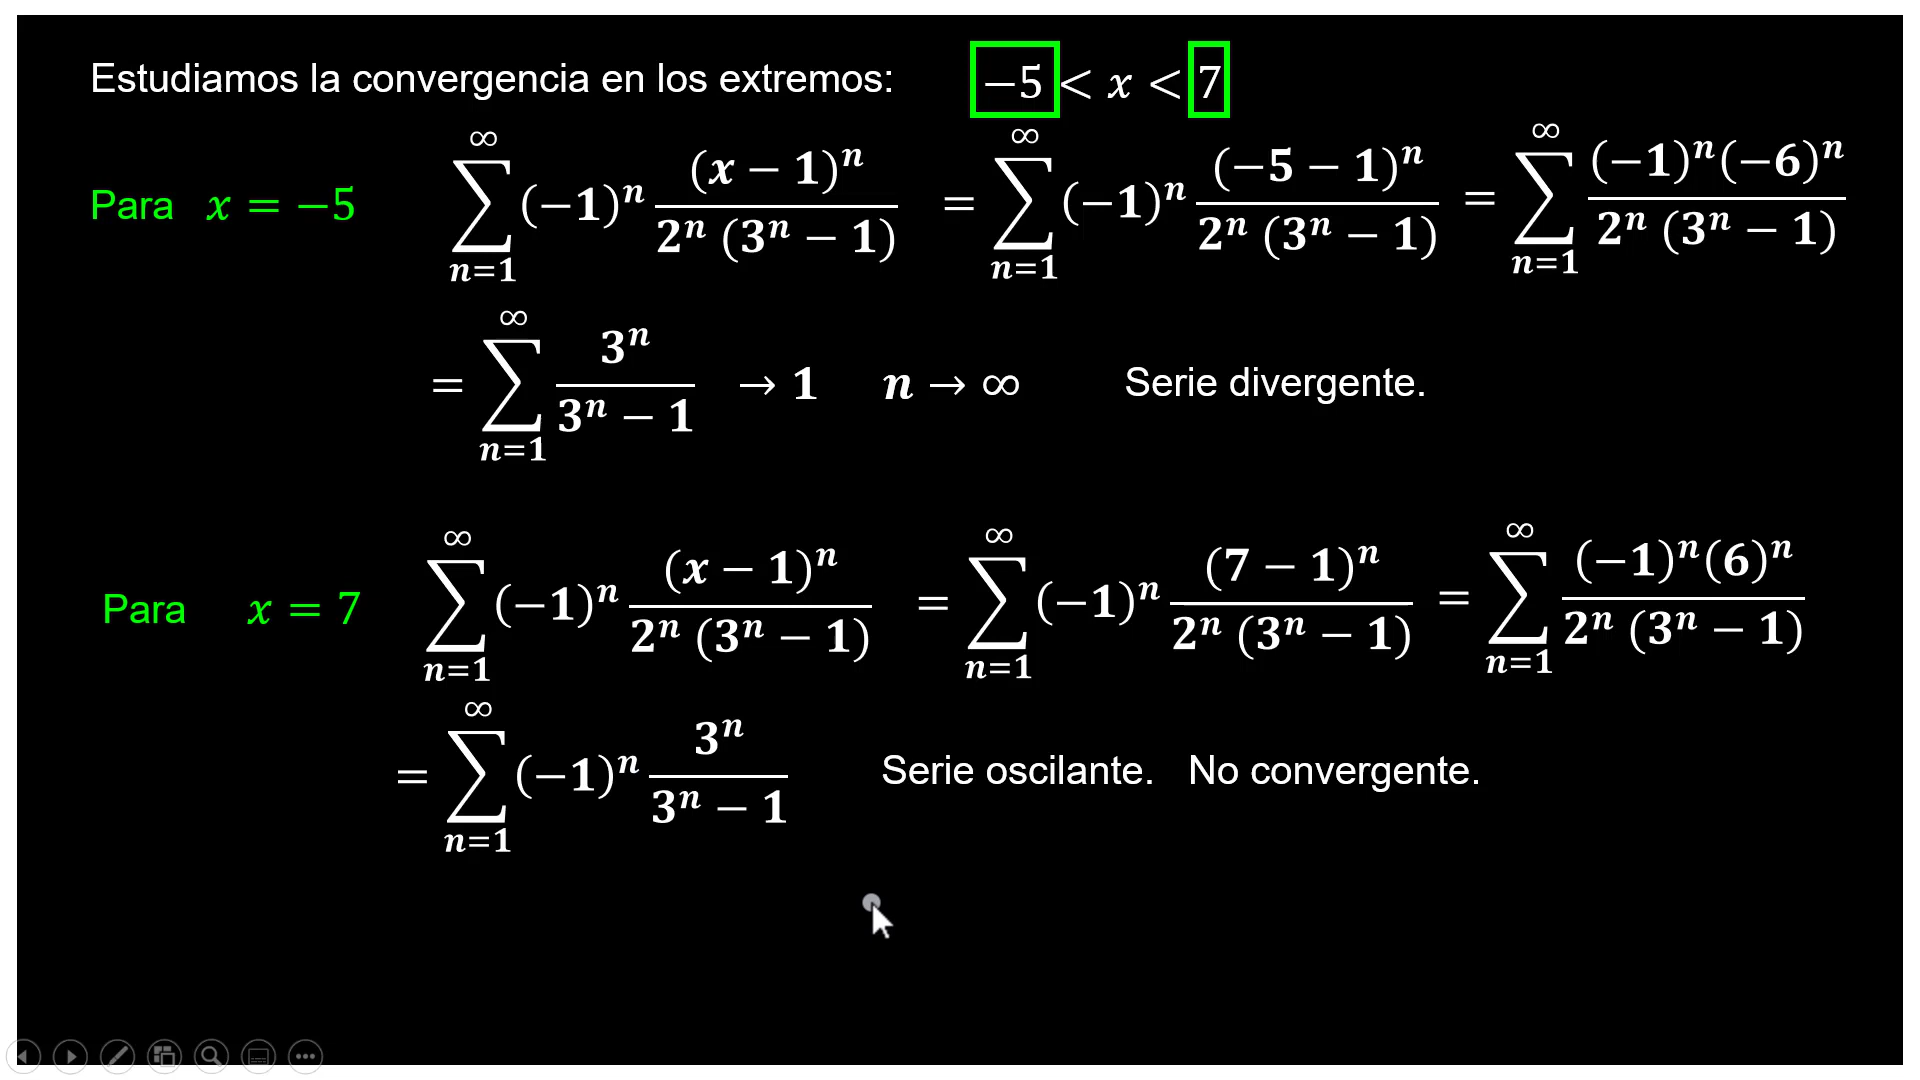 Estudiamos la convergencia en los extremos: −5 < x < 7
Para x = −5 ∑_{n=1}^{∞} (−1)^n (x − 1)^n / 2^n (3^n − 1) = ∑_{n=1}^{∞} (−1)^n (−5 − 1)^n / 2^n (3^n − 1) = ∑_{n=1}^{∞} (−1)^n(−6)^n / 2^n (3^n − 1)
= ∑_{n=1}^{∞} 3^n / 3^n − 1 → 1 n → ∞ Serie divergente.
Para x = 7 ∑_{n=1}^{∞} (−1)^n (x − 1)^n / 2^n (3^n − 1) = ∑_{n=1}^{∞} (−1)^n (7 − 1)^n / 2^n (3^n − 1) = ∑_{n=1}^{∞} (−1)^n(6)^n / 2^n (3^n − 1)
= ∑_{n=1}^{∞} (−1)^n 3^n / 3^n − 1 Serie oscilante. No convergente.